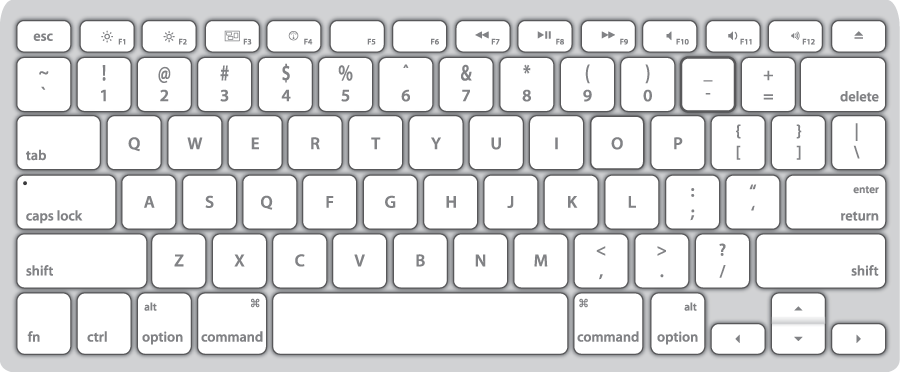 esc F1 F2 F3 F4 F5 F6 F7 F8 F9 F10 F11 F12
~ ! @ # $ % ˆ & * ( ) _ +
` 1 2 3 4 5 6 7 8 9 0 - = delete
tab Q W E R T Y U I O P { [ } ] | \
caps lock A S D F G H J K L : ; “ ‘ enter return
shift Z X C V B N M < , > . ? / shift
alt ⌘ ⌘ alt
fn ctrl option command command option